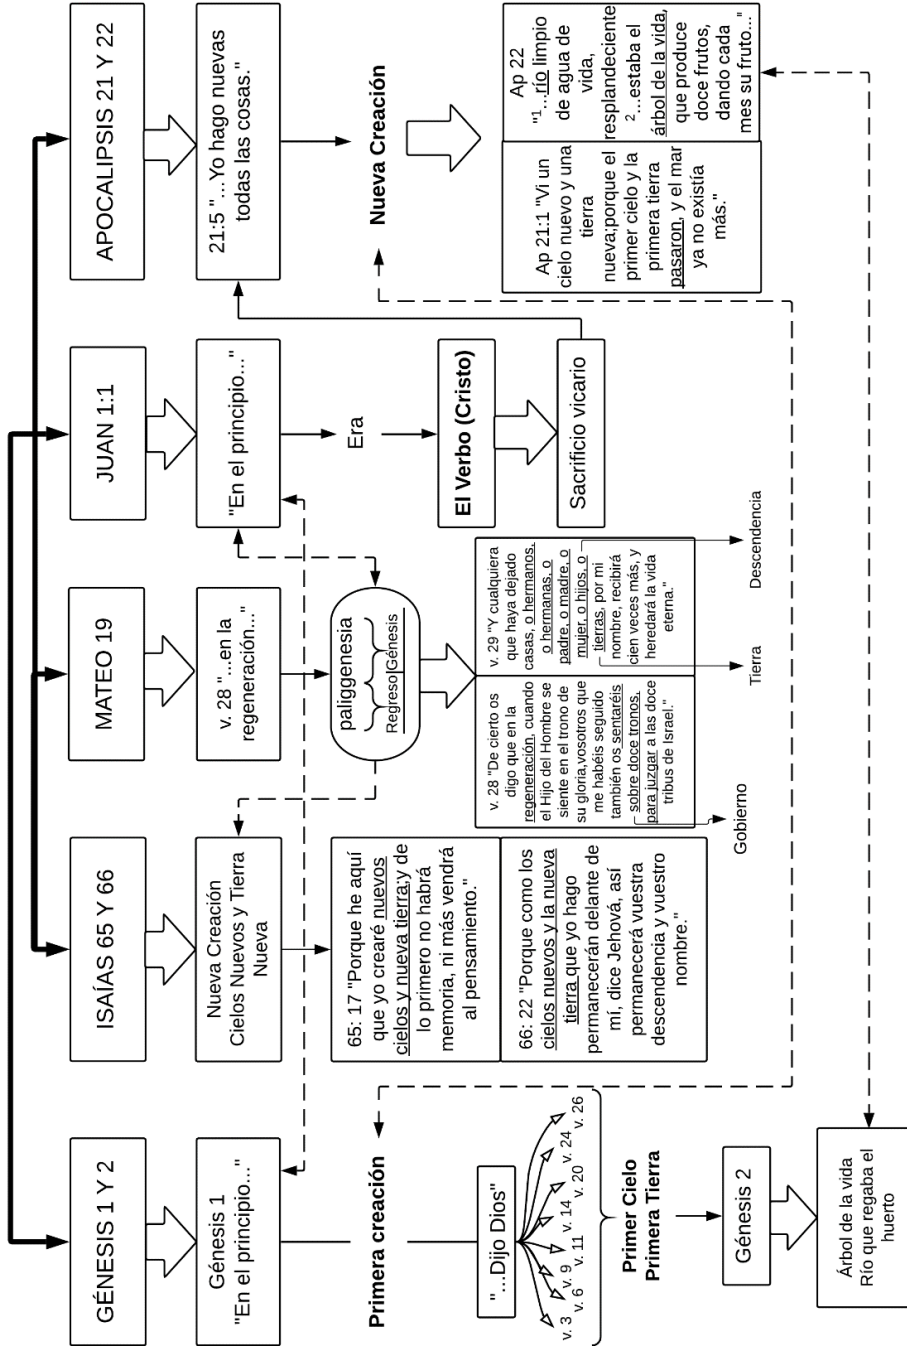 GÉNESIS 1 Y 2
Génesis 1
"En el principio..."
Primera creación
"...Dijo Dios"
v. 3
v. 6
v. 9
v. 11
v. 14
v. 20
v. 24
v. 26
Primer Cielo
Primera Tierra
Génesis 2
Árbol de la vida
Río que regaba el
huerto
ISAÍAS 65 Y 66
Nueva Creación
Cielos Nuevos y Tierra
Nueva
65: 17 "Porque he aquí
que yo crearé nuevos
cielos y nueva tierra;y de
lo primero no habrá
memoria, ni más vendrá
al pensamiento."
66: 22 "Porque como los
cielos nuevos y la nueva
tierra que yo hago
permanecerán delante de
mí, dice Jehová, así
permanecerá vuestra
descendencia y vuestro
nombre."
MATEO 19
v. 28 "...en la
regeneración..."
paliggenesia
Regreso|Génesis
v. 28 "De cierto os
digo que en la
regeneración, cuando
el Hijo del Hombre se
siente en el trono de
su gloria,vosotros que
me habéis seguido
también os sentaréis
sobre doce tronos,
para juzgar a las doce
tribus de Israel."
v. 29 "Y cualquiera
que haya dejado
casas, o hermanos,
o hermanas, o
padre, o madre, o
mujer, o hijos, o
tierras, por mi
nombre, recibirá
cien veces más, y
heredará la vida
eterna."
Gobierno
Tierra
Descendencia
JUAN 1:1
"En el principio..."
Era
El Verbo (Cristo)
Sacrificio vicario
APOCALIPSIS 21 Y 22
21:5 "...Yo hago nuevas
todas las cosas."
Nueva Creación
Ap 21:1 "Vi un
cielo nuevo y una
tierra
nueva;porque el
primer cielo y la
primera tierra
pasaron, y el mar
ya no existía
más."
Ap 22
"1...río limpio
de agua de
vida,
resplandeciente
2...estaba el
árbol de la vida,
que produce
doce frutos,
dando cada
mes su fruto..."